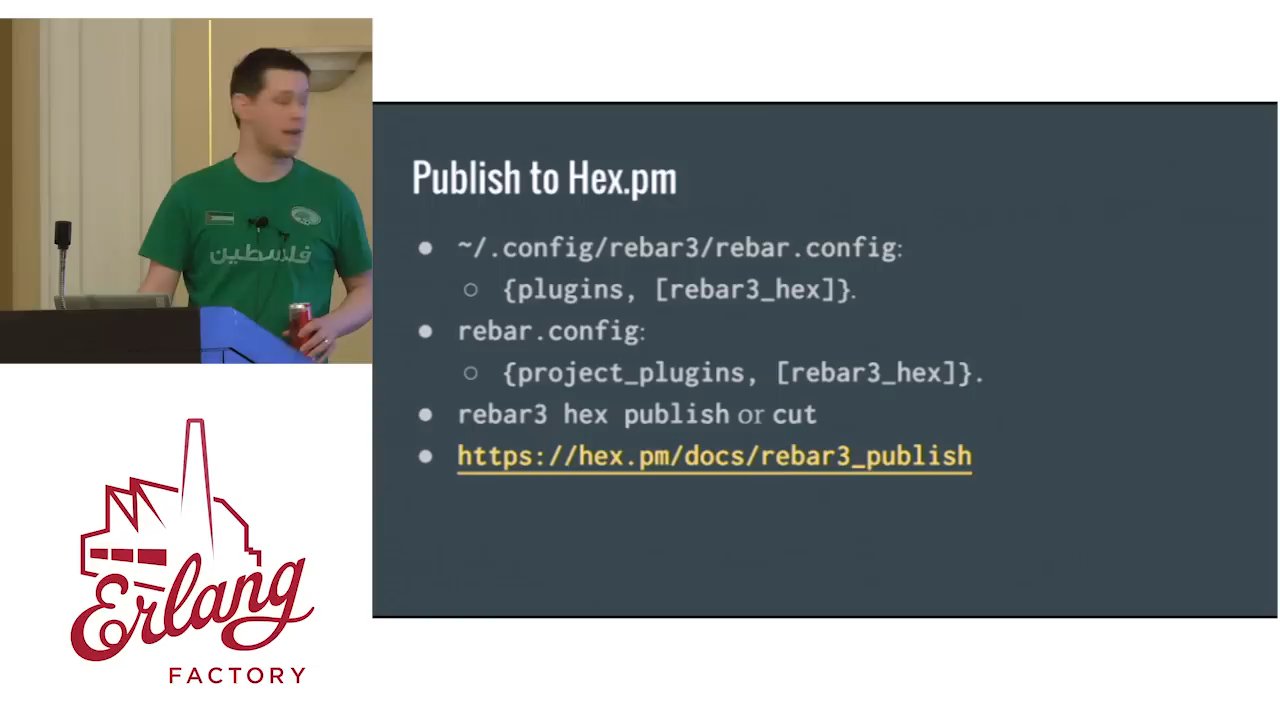 فلسطين
Publish to Hex.pm
~/.config/rebar3/rebar.config:
{plugins, [rebar3_hex]}.
rebar.config:
{project_plugins, [rebar3_hex]}.
rebar3 hex publish or cut
https://hex.pm/docs/rebar3_publish
Erlang
FACTORY